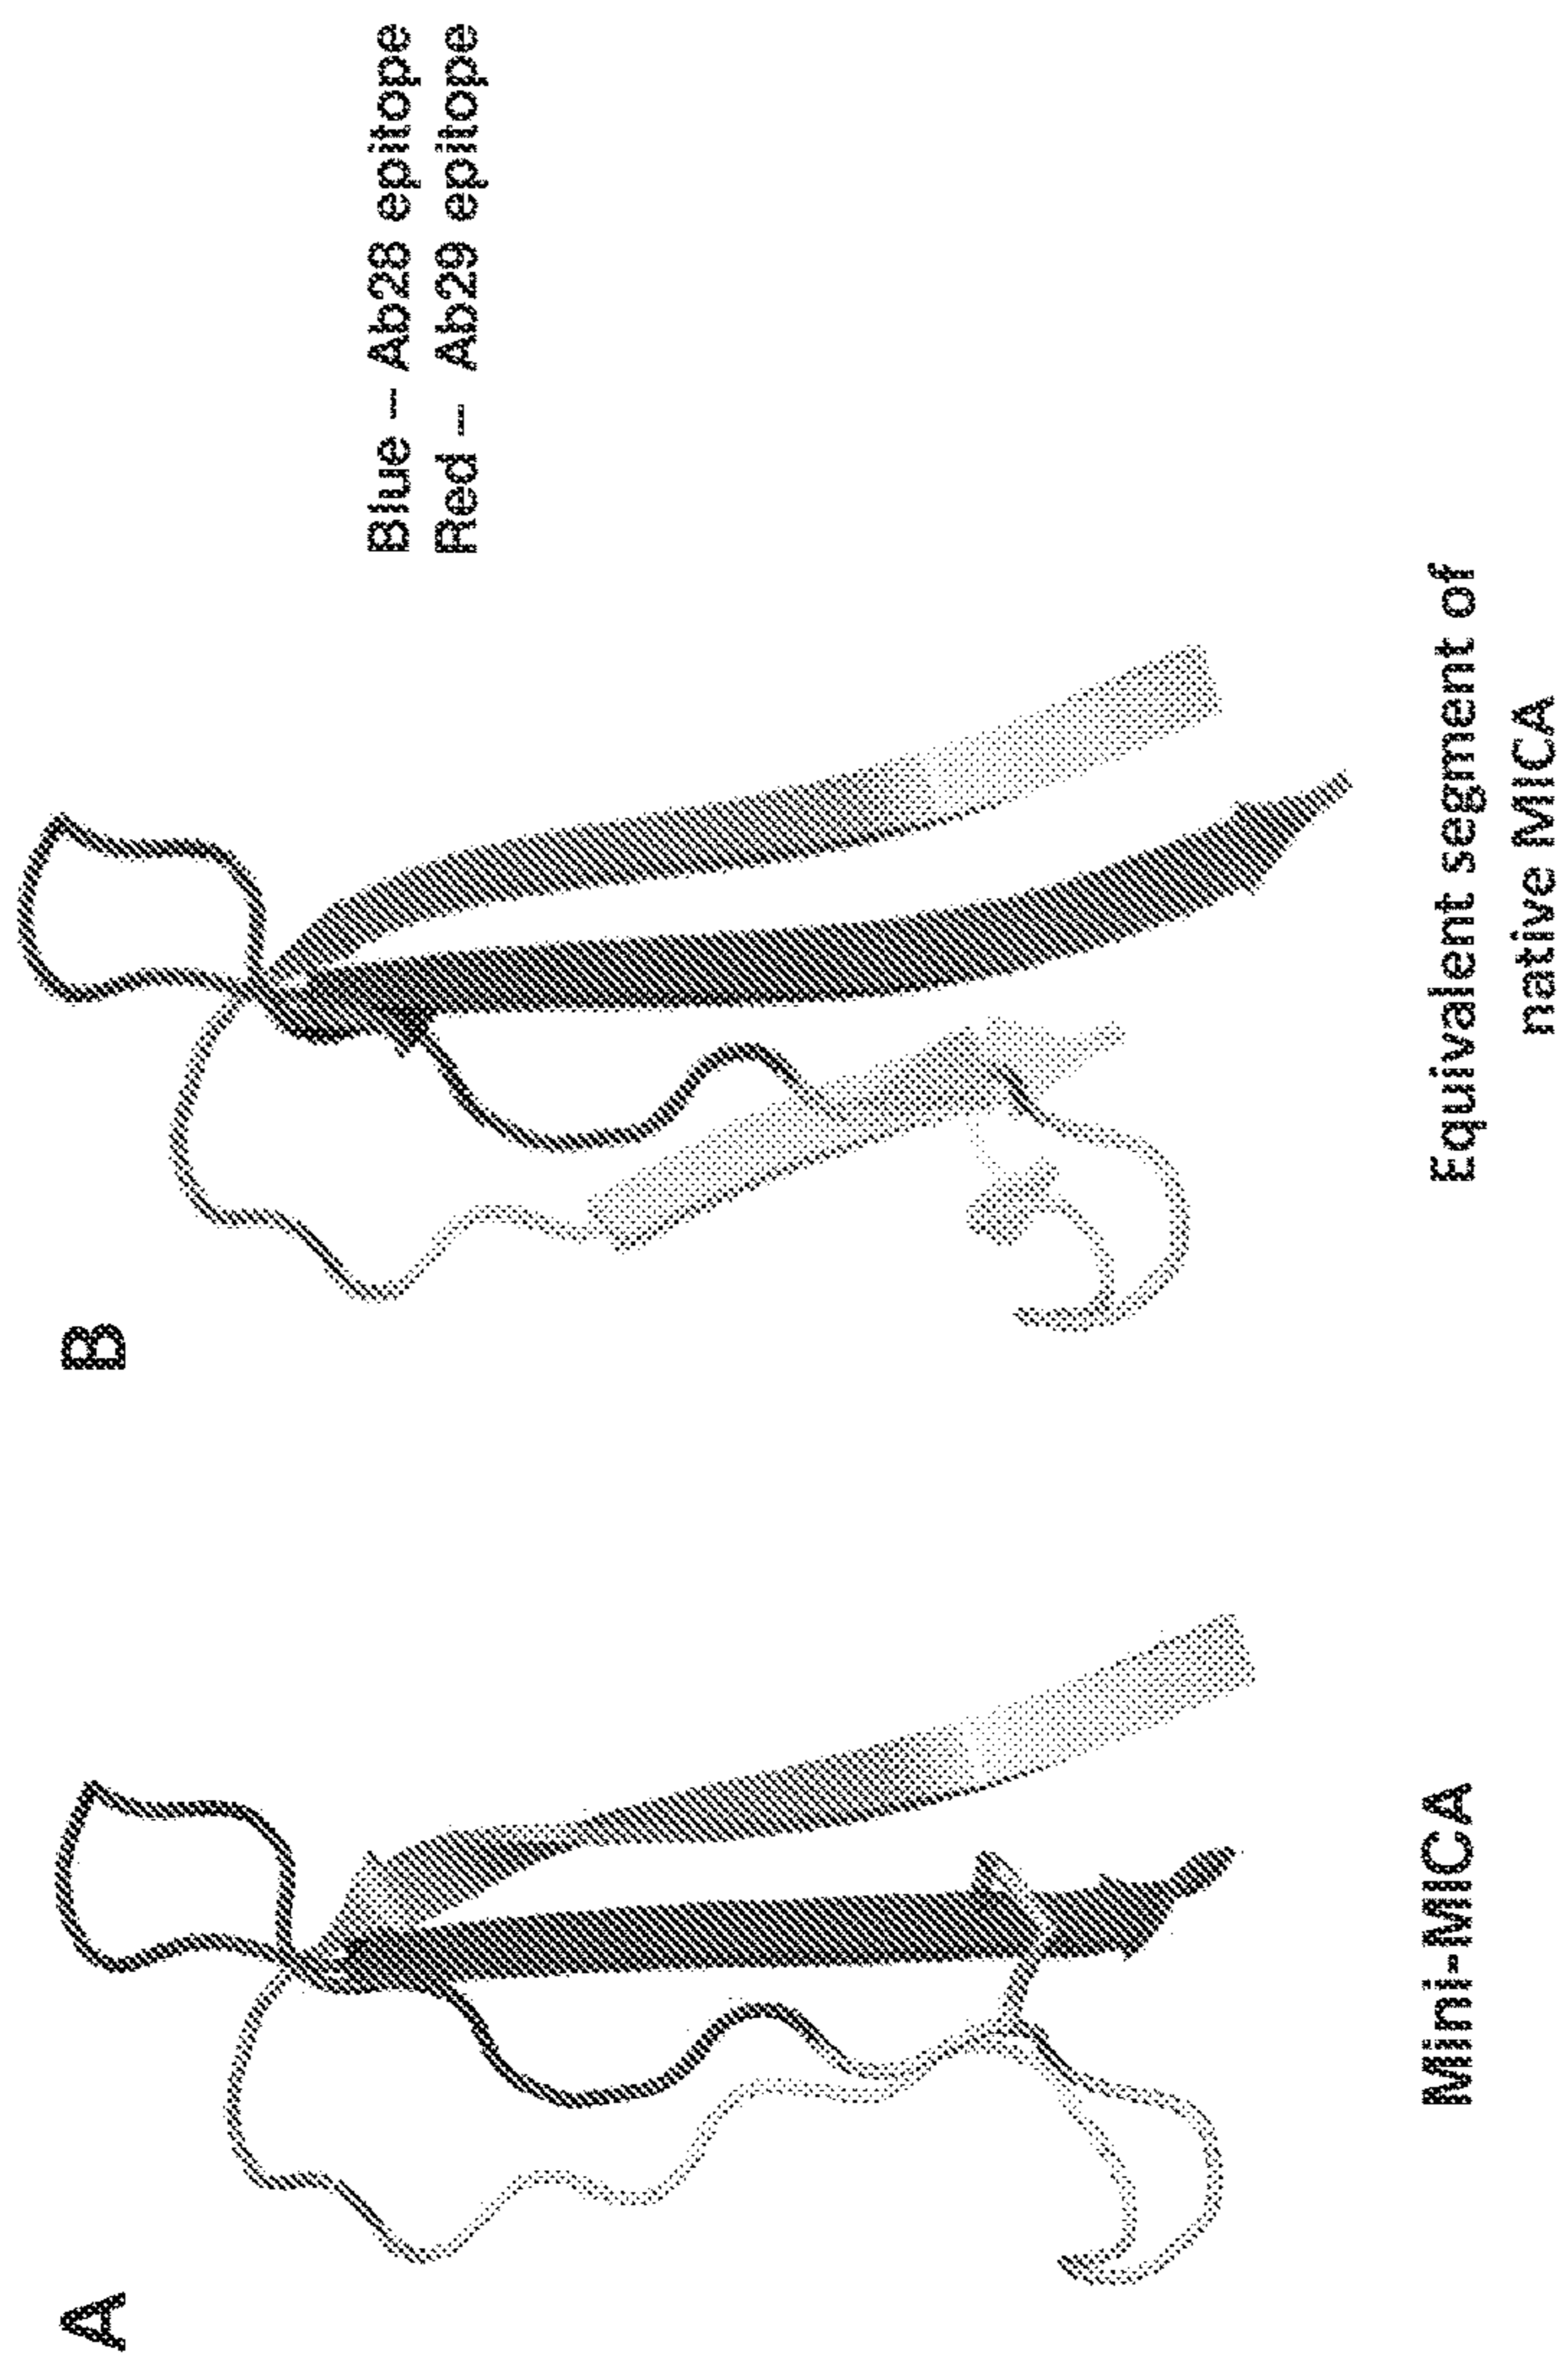 A
B
Blue – Ab28 epitope
Red – Ab29 epitope
Mini-MICA
Equivalent segment of
native MICA